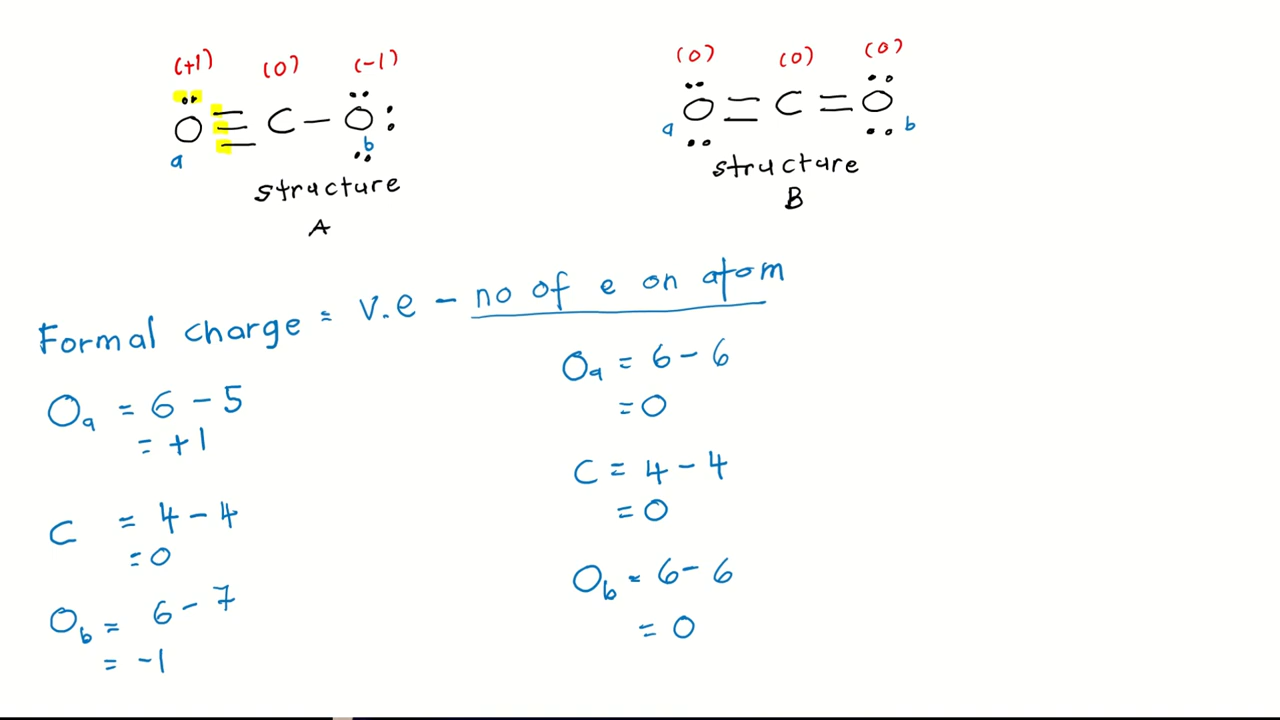 (+1) (0) (-1)
O ≡ C - O
a b
structure
A
(0) (0) (0)
O = C = O
a b
structure
B
Formal charge = V.e - no of e on atom
Oa = 6 - 5
= +1
C = 4 - 4
= 0
Ob = 6 - 7
= -1
Oa = 6 - 6
= 0
C = 4 - 4
= 0
Ob = 6 - 6
= 0